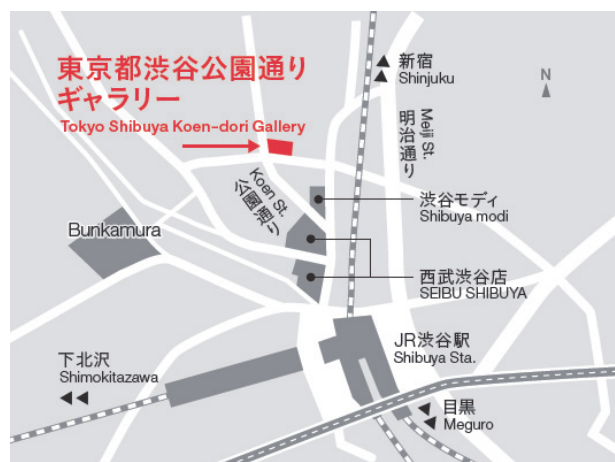 東京都渋谷公園通り
ギャラリー
Tokyo Shibuya Koen-dori Gallery
新宿
Shinjuku
N
Meiji St.
明治通り
Koen St.
公園通り
渋谷モディ
Shibuya modi
Bunkamura
西武渋谷店
SEIBU SHIBUYA
JR渋谷駅
Shibuya Sta.
下北沢
Shimokitazawa
目黒
Meguro